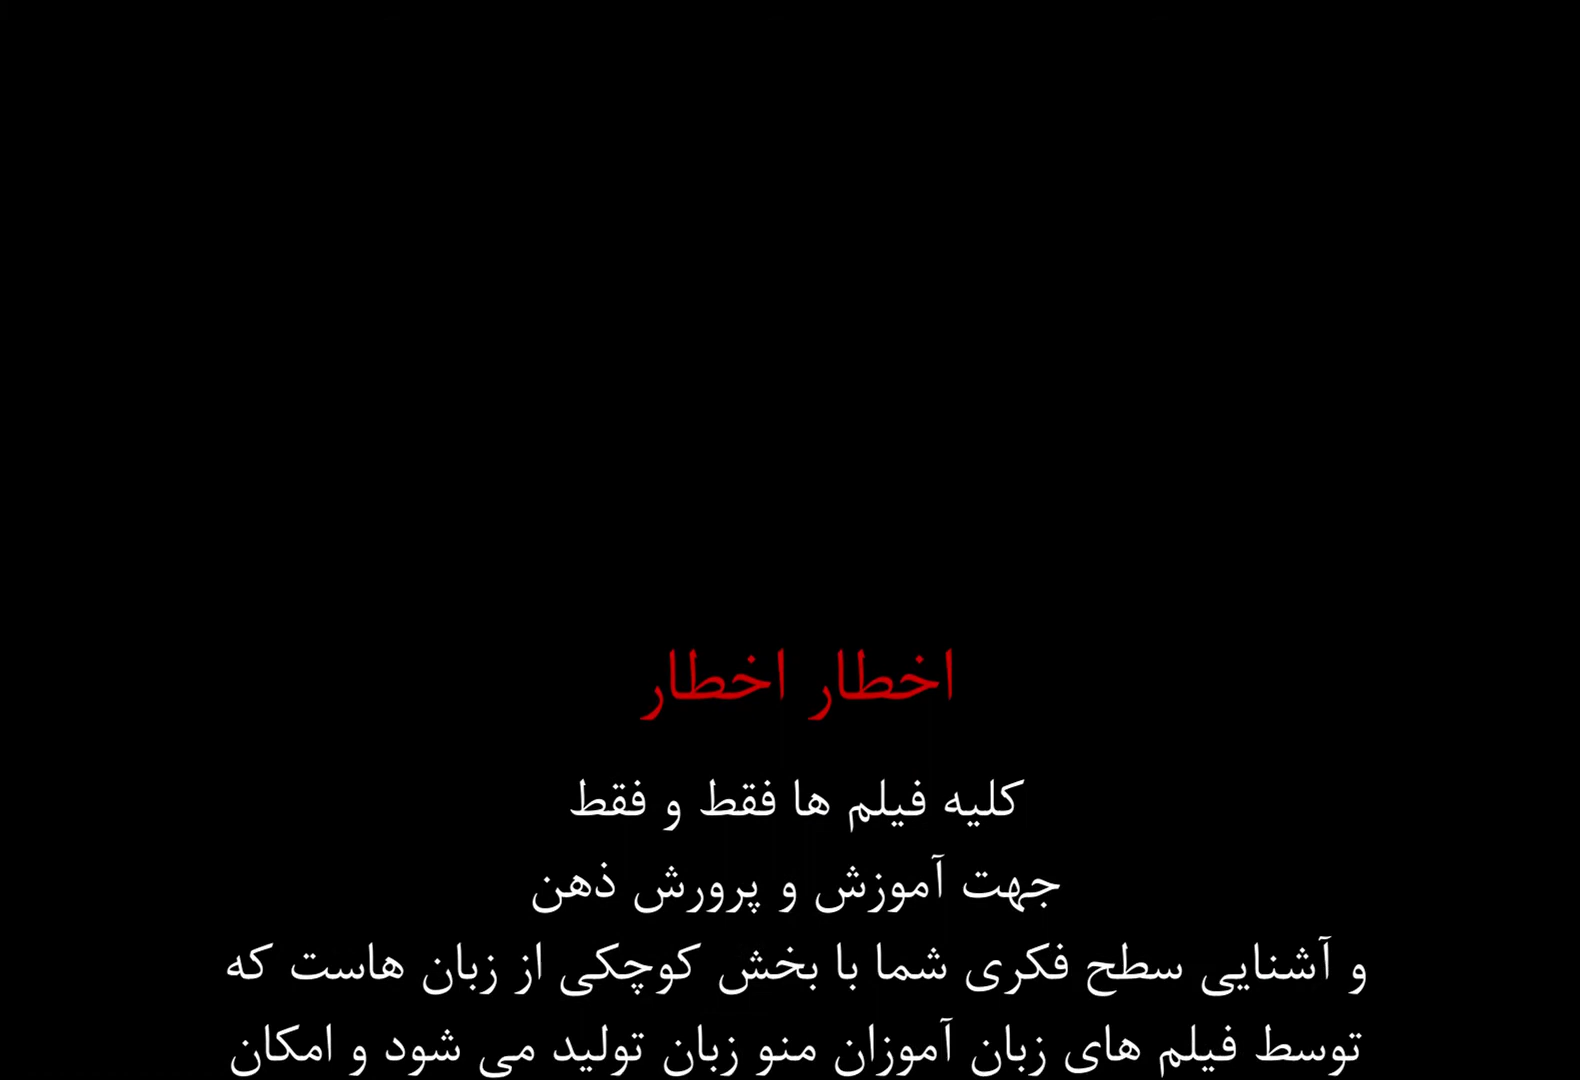 اخطار اخطار
کلیه فیلم ها فقط و فقط
جهت آموزش و پرورش ذهن
و آشنایی سطح فکری شما با بخش کوچکی از زبان هاست که
توسط فیلم های زبان آموزان منو زبان تولید می شود و امکان